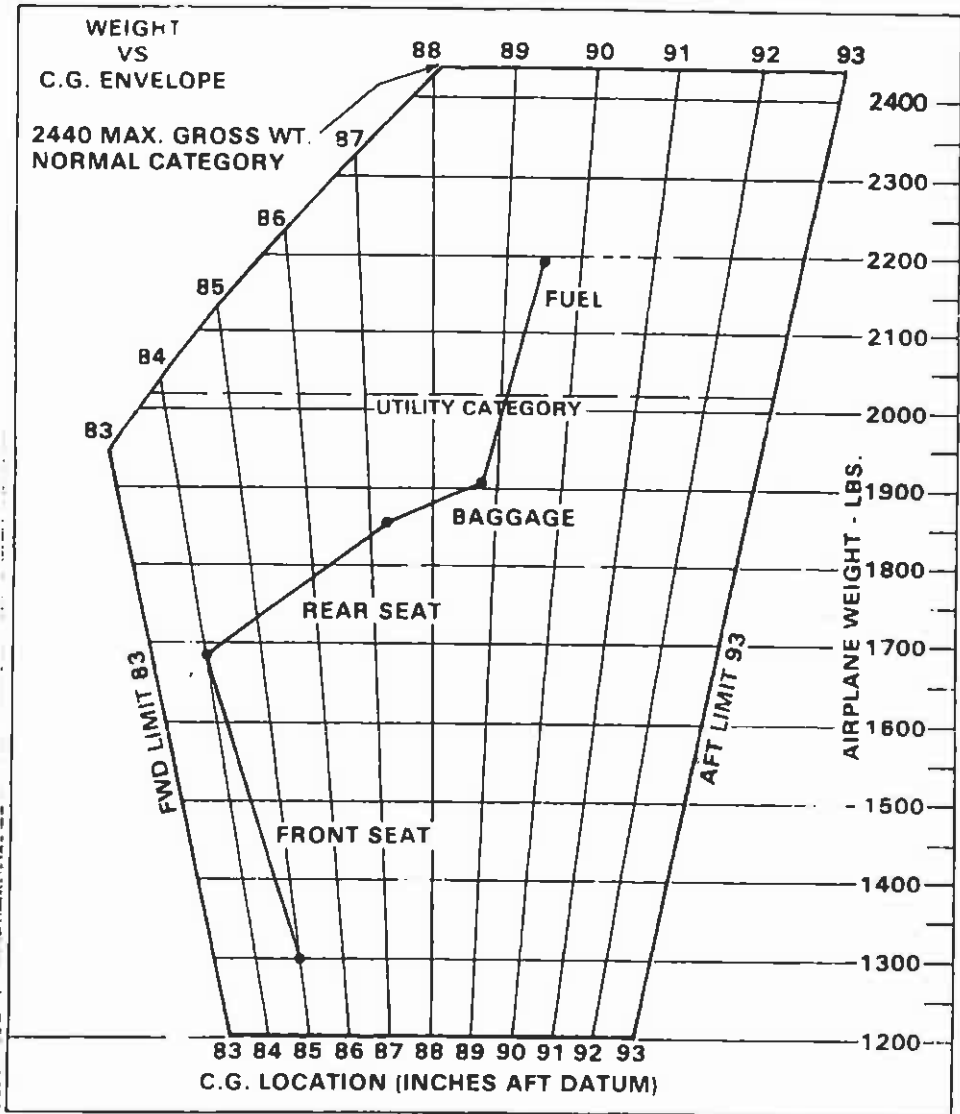 WEIGHT
VS
C.G. ENVELOPE
2440 MAX. GROSS WT.
NORMAL CATEGORY
88 89 90 91 92 93
87
86
85
84
83
2400
2300
2200
2100
2000
1900
1800
1700
1600
1500
1400
1300
1200
FUEL
UTILITY CATEGORY
BAGGAGE
REAR SEAT
FRONT SEAT
FWD LIMIT 83
AFT LIMIT 93
AIRPLANE WEIGHT - LBS.
83 84 85 86 87 88 89 90 91 92 93
C.G. LOCATION (INCHES AFT DATUM)